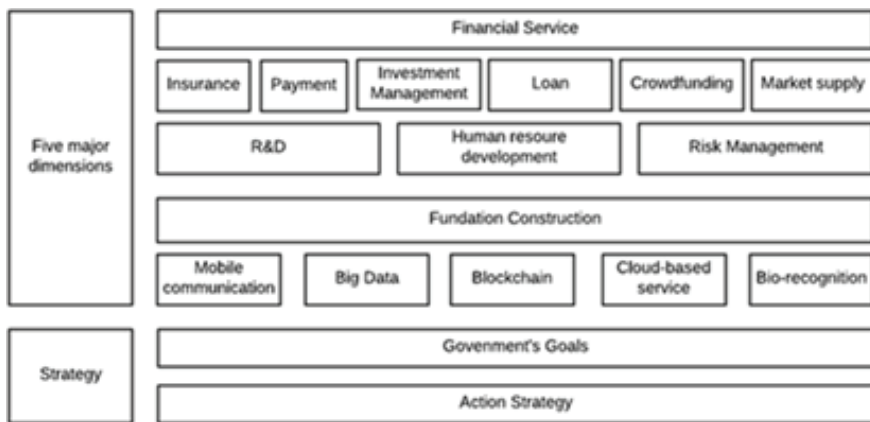 Financial Service
Insurance
Payment
Investment
Management
Loan
Crowdfunding
Market supply
Five major
dimensions
R&D
Human resoure
development
Risk Management
Fundation Construction
Mobile
communication
Big Data
Blockchain
Cloud-based
service
Bio-recognition
Strategy
Govenment's Goals
Action Strategy